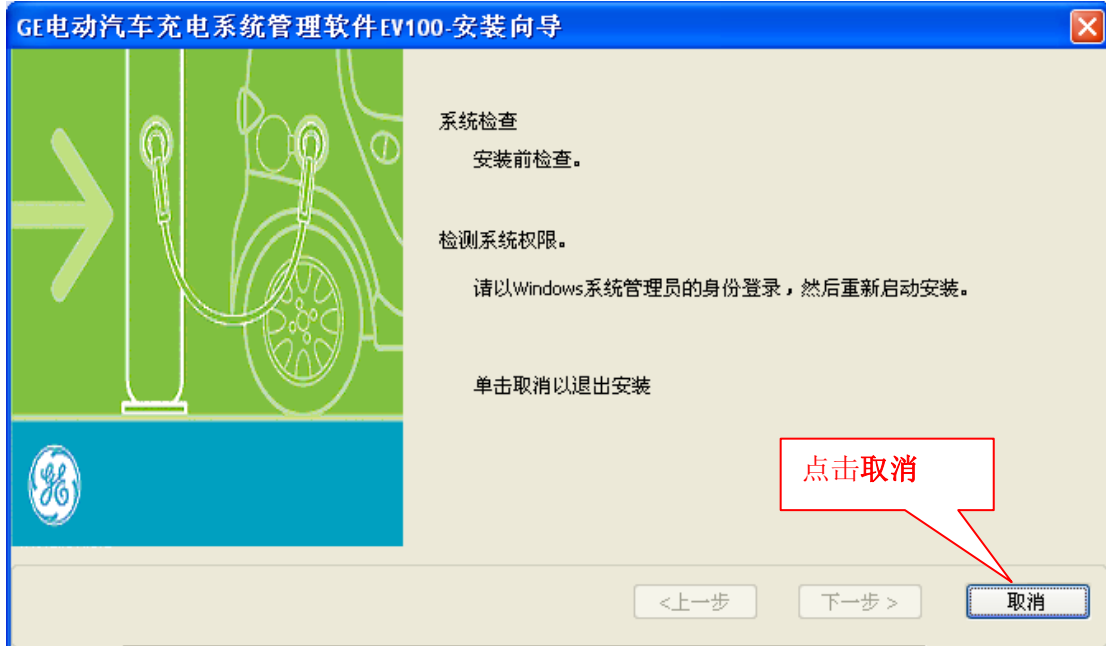 GE电动汽车充电系统管理软件EV100-安装向导
系统检查
安装前检查。
检测系统权限。
请以Windows系统管理员的身份登录，然后重新启动安装。
单击取消以退出安装
点击取消
<上一步
下一步 >
取消